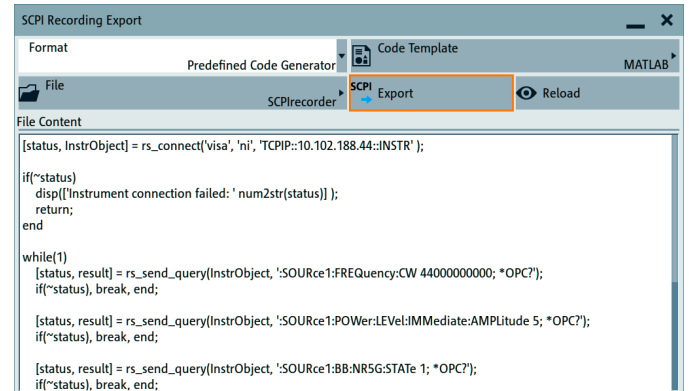 SCPI Recording Export
Format
Predefined Code Generator
Code Template
MATLAB
File
SCPIrecorder
SCPI
Export
Reload
File Content
[status, InstrObject] = rs_connect('visa', 'ni', 'TCPIP::10.102.188.44::INSTR' );
if(~status)
disp(['Instrument connection failed: ' num2str(status)] );
return;
end
while(1)
[status, result] = rs_send_query(InstrObject, ':SOURce1:FREQuency:CW 44000000000; *OPC?');
if(~status), break, end;
[status, result] = rs_send_query(InstrObject, ':SOURce1:POWer:LEVel:IMMediate:AMPLitude 5; *OPC?');
if(~status), break, end;
[status, result] = rs_send_query(InstrObject, ':SOURce1:BB:NR5G:STATe 1; *OPC?');
if(~status), break, end;